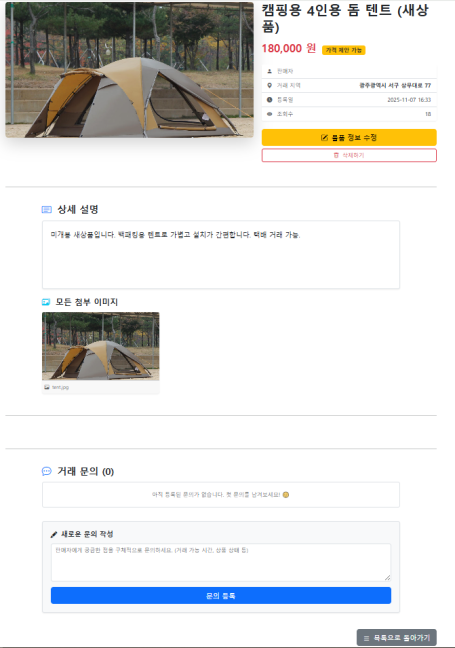 캠핑용 4인용 돔 텐트 (새상
품)
180,000 원 가격 제안 가능
판매자
거래 지역 광주광역시 서구 상무대로 77
등록일 2025-11-07 16:33
조회수 18
물품 정보 수정
삭제하기
상세 설명
미개봉 새상품입니다. 백패킹용 텐트로 가볍고 설치가 간편합니다. 택배 거래 가능.
모든 첨부 이미지
tent.jpg
거래 문의 (0)
아직 등록된 문의가 없습니다. 첫 문의를 남겨보세요!
새로운 문의 작성
판매자에게 궁금한 점을 구체적으로 문의하세요. (거래 가능 시간, 상품 상태 등)
문의 등록
목록으로 돌아가기